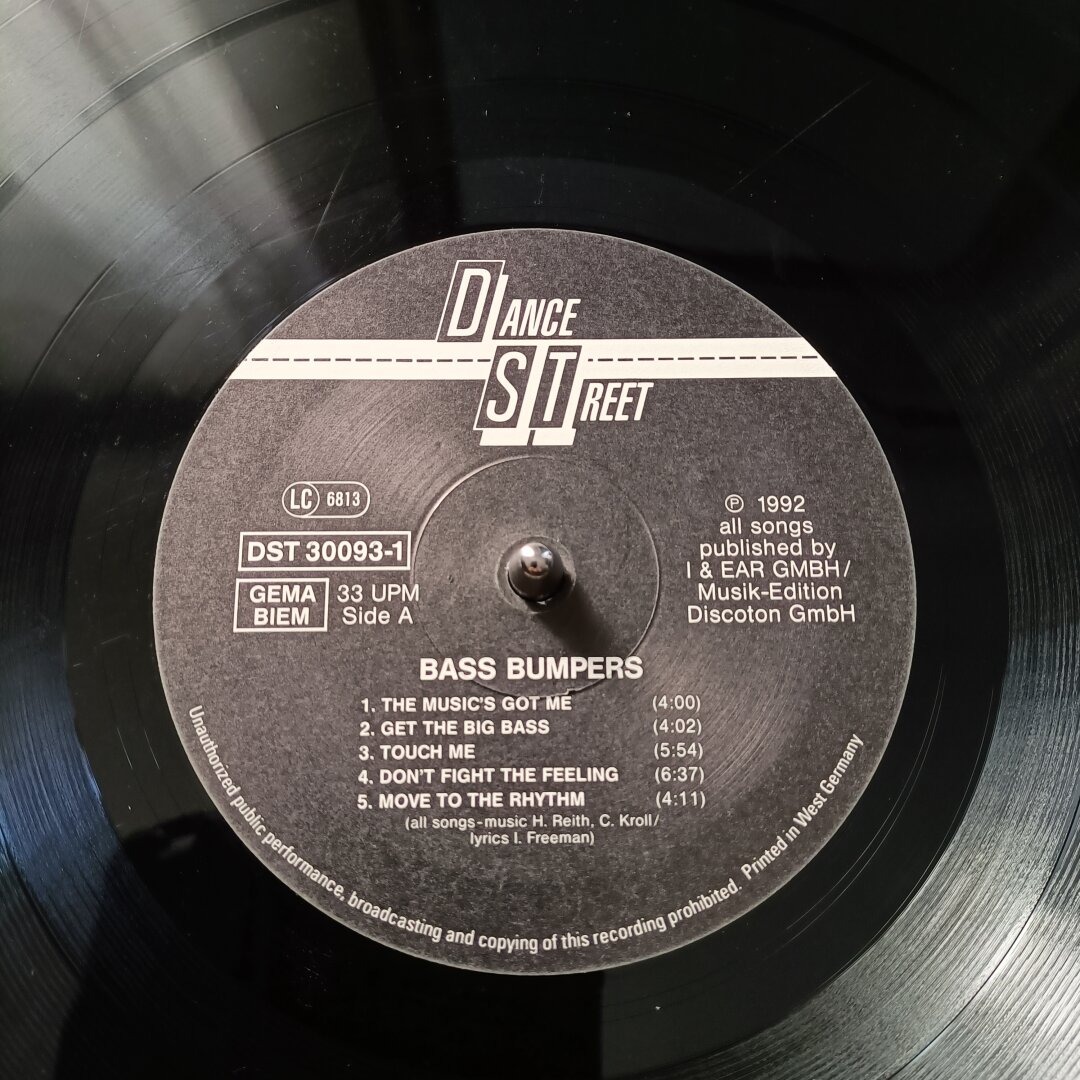 DANCE
STREET
LC 6813
DST 30093-1
GEMA
BIEM
33 UPM
Side A
℗ 1992
all songs
published by
I & EAR GMBH/
Musik-Edition
Discoton GmbH
BASS BUMPERS
1. THE MUSIC'S GOT ME (4:00)
2. GET THE BIG BASS (4:02)
3. TOUCH ME (5:54)
4. DON'T FIGHT THE FEELING (6:37)
5. MOVE TO THE RHYTHM (4:11)
(all songs-music H. Reith, C. Kroll/
lyrics I. Freeman)
Unauthorized public performance, broadcasting and copying of this recording prohibited. Printed in West Germany